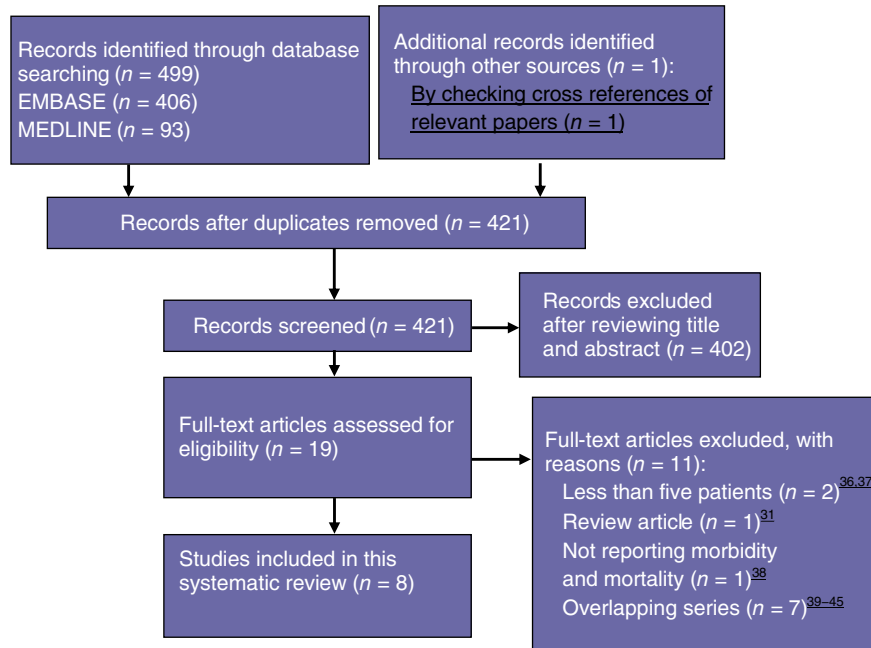 Records identified through database
searching (n = 499)
EMBASE (n = 406)
MEDLINE (n = 93)
Additional records identified
through other sources (n = 1):
By checking cross references of
relevant papers (n = 1)
Records after duplicates removed (n = 421)
Records screened (n = 421)
Records excluded
after reviewing title
and abstract (n = 402)
Full-text articles assessed for
eligibility (n = 19)
Full-text articles excluded, with
reasons (n = 11):
Less than five patients (n = 2)36,37
Review article (n = 1)31
Not reporting morbidity
and mortality (n = 1)38
Overlapping series (n = 7)39–45
Studies included in this
systematic review (n = 8)